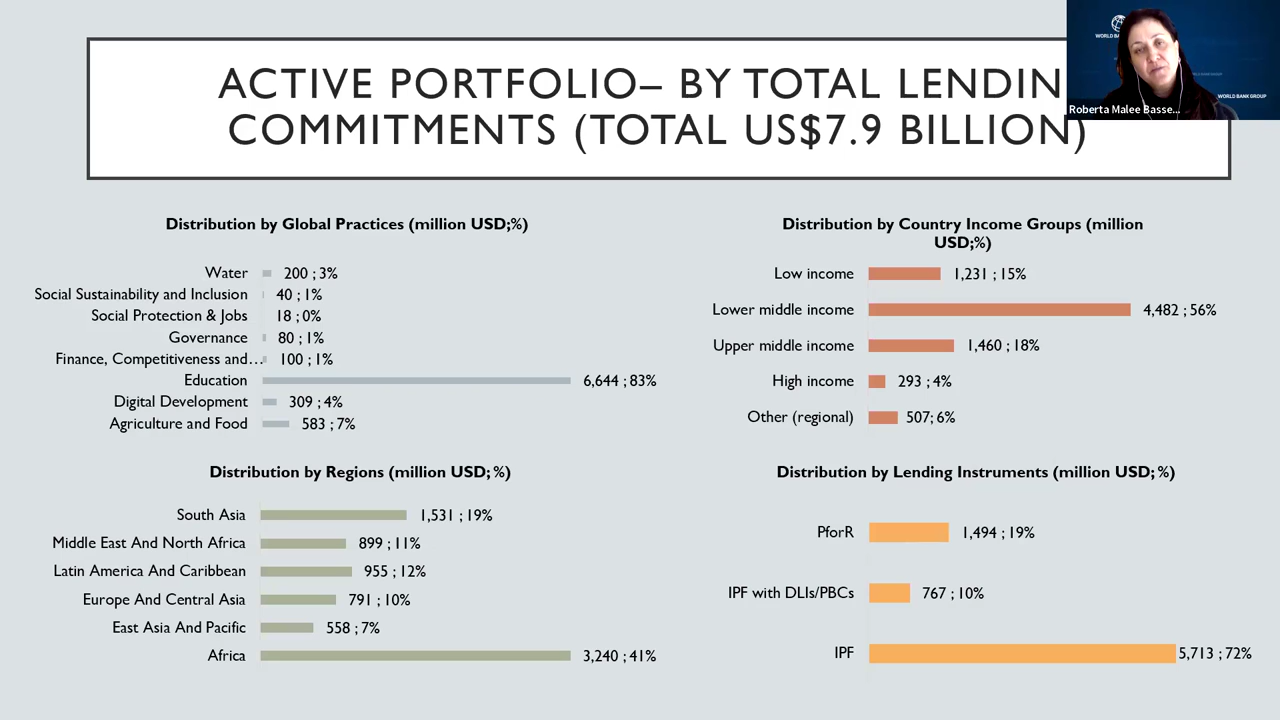 ACTIVE PORTFOLIO– BY TOTAL LENDIN
COMMITMENTS (TOTAL US$7.9 BILLION)
WORLD BANK GROUP
Roberta Malee Basse...
Distribution by Global Practices (million USD;%)
Water 200 ; 3%
Social Sustainability and Inclusion 40 ; 1%
Social Protection & Jobs 18 ; 0%
Governance 80 ; 1%
Finance, Competitiveness and… 100 ; 1%
Education 6,644 ; 83%
Digital Development 309 ; 4%
Agriculture and Food 583 ; 7%
Distribution by Country Income Groups (million
USD;%)
Low income 1,231 ; 15%
Lower middle income 4,482 ; 56%
Upper middle income 1,460 ; 18%
High income 293 ; 4%
Other (regional) 507; 6%
Distribution by Regions (million USD; %)
South Asia 1,531 ; 19%
Middle East And North Africa 899 ; 11%
Latin America And Caribbean 955 ; 12%
Europe And Central Asia 791 ; 10%
East Asia And Pacific 558 ; 7%
Africa 3,240 ; 41%
Distribution by Lending Instruments (million USD; %)
PforR 1,494 ; 19%
IPF with DLIs/PBCs 767 ; 10%
IPF 5,713 ; 72%